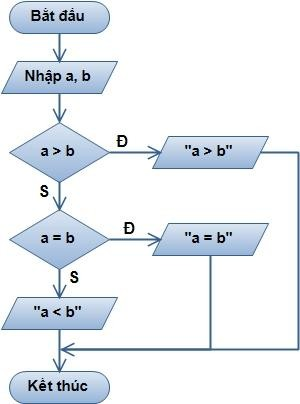 Bắt đầu
Nhập a, b
a > b
Đ
"a > b"
S
a = b
Đ
"a = b"
S
"a < b"
Kết thúc